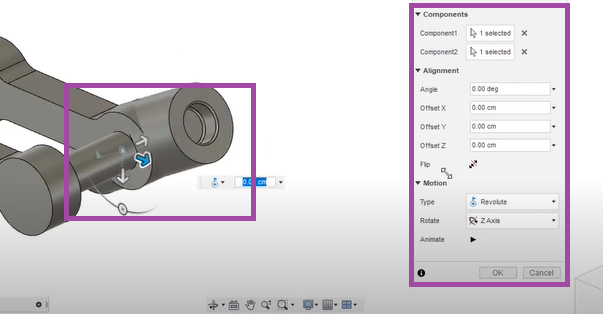 Components
Component1 1 selected
Component2 1 selected
Alignment
Angle 0.00 deg
Offset X 0.00 cm
Offset Y 0.00 cm
Offset Z 0.00 cm
Flip
Motion
Type Revolute
Rotate Z Axis
Animate
OK Cancel
0.00 cm